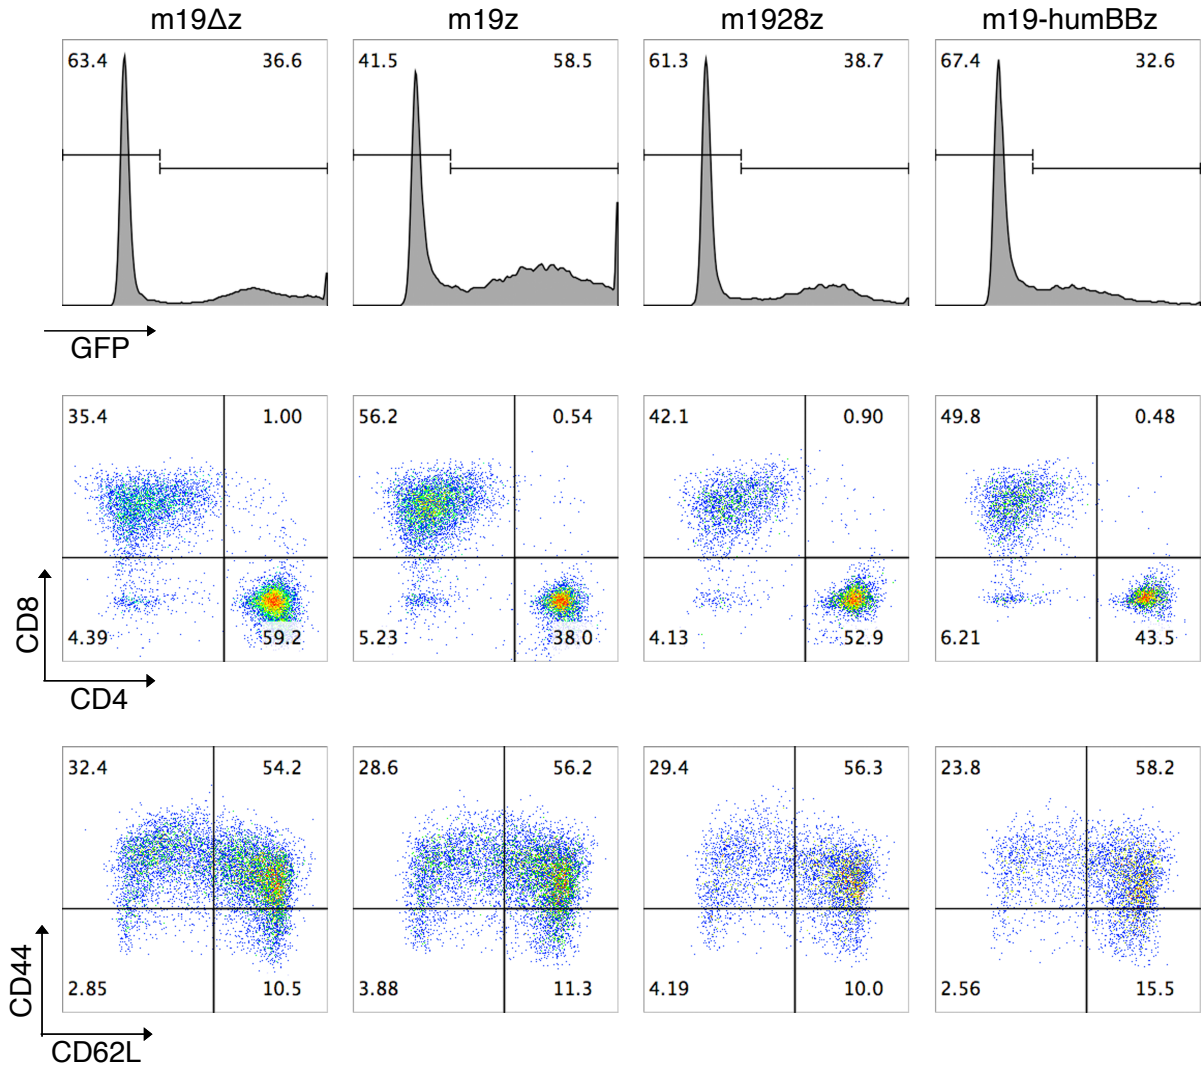 m19Δz m19z m1928z m19-humBBz
63.4 36.6 41.5 58.5 61.3 38.7 67.4 32.6
GFP
35.4 1.00 56.2 0.54 42.1 0.90 49.8 0.48
CD8
4.39 59.2 5.23 38.0 4.13 52.9 6.21 43.5
CD4
32.4 54.2 28.6 56.2 29.4 56.3 23.8 58.2
CD44
2.85 10.5 3.88 11.3 4.19 10.0 2.56 15.5
CD62L